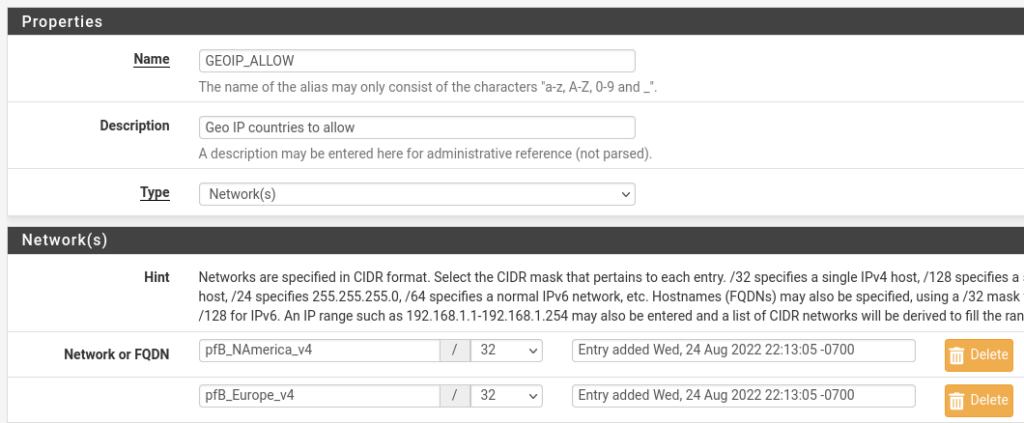 Properties
Name
GEOIP_ALLOW
The name of the alias may only consist of the characters "a-z, A-Z, 0-9 and _".
Description
Geo IP countries to allow
A description may be entered here for administrative reference (not parsed).
Type
Network(s)
Network(s)
Hint
Networks are specified in CIDR format. Select the CIDR mask that pertains to each entry. /32 specifies a single IPv4 host, /128 specifies a
host, /24 specifies 255.255.255.0, /64 specifies a normal IPv6 network, etc. Hostnames (FQDNs) may also be specified, using a /32 mask
/128 for IPv6. An IP range such as 192.168.1.1-192.168.1.254 may also be entered and a list of CIDR networks will be derived to fill the ran
Network or FQDN
pfB_NAmerica_v4 / 32 Entry added Wed, 24 Aug 2022 22:13:05 -0700 Delete
pfB_Europe_v4 / 32 Entry added Wed, 24 Aug 2022 22:13:05 -0700 Delete